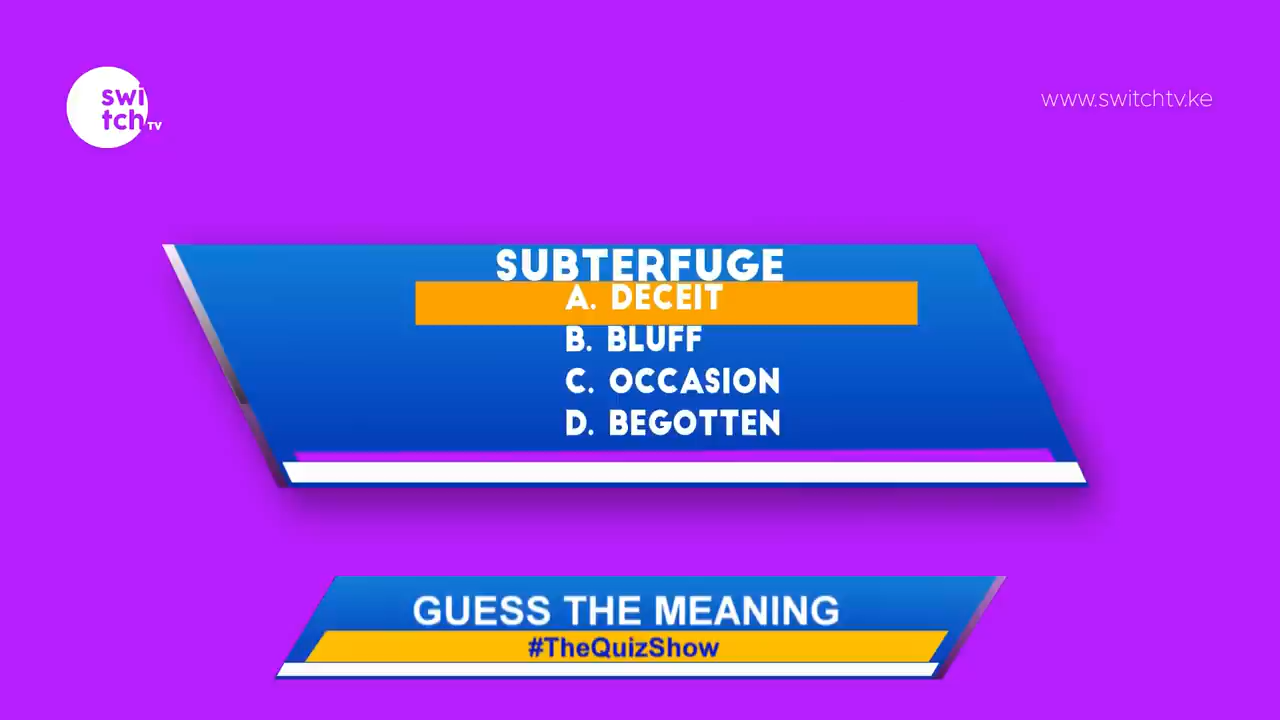 swi
tch TV
www.switchtv.ke
SUBTERFUGE
A. DECEIT
B. BLUFF
C. OCCASION
D. BEGOTTEN
GUESS THE MEANING
#TheQuizShow